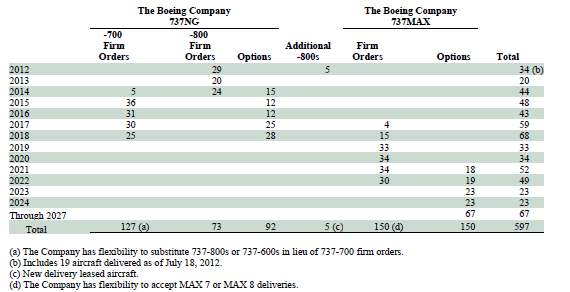 The Boeing Company The Boeing Company
737NG 737MAX
-700 -800
Firm Firm Additional Firm
Orders Orders Options -800s Orders Options Total
2012 29 5 34 (b)
2013 20 20
2014 5 24 15 44
2015 36 12 48
2016 31 12 43
2017 30 25 4 59
2018 25 28 15 68
2019 33 33
2020 34 34
2021 34 18 52
2022 30 19 49
2023 23 23
2024 23 23
Through 2027 67 67
Total 127 (a) 73 92 5 (c) 150 (d) 150 597
(a) The Company has flexibility to substitute 737-800s or 737-600s in lieu of 737-700 firm orders.
(b) Includes 19 aircraft delivered as of July 18, 2012.
(c) New delivery leased aircraft.
(d) The Company has flexibility to accept MAX 7 or MAX 8 deliveries.